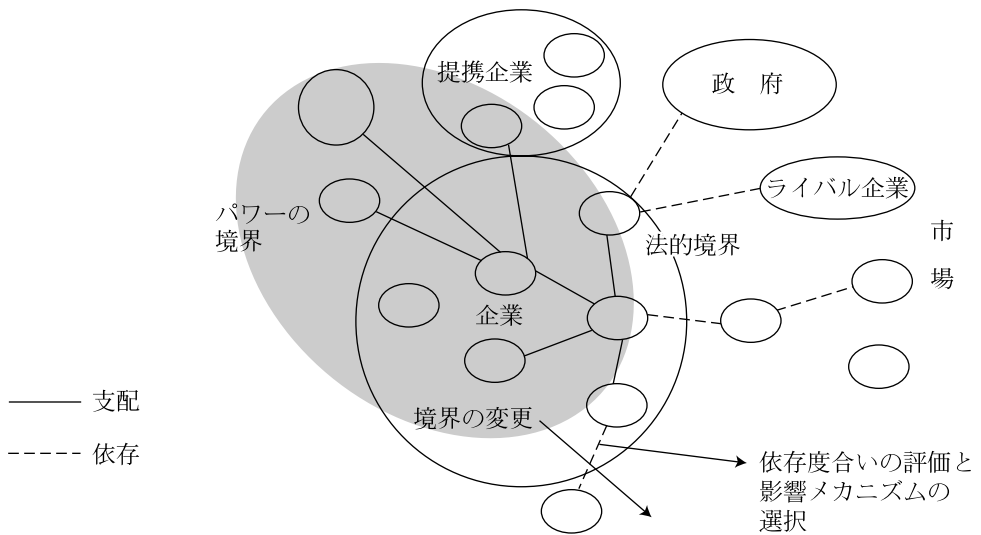 提携企業
政　府
ライバル企業
パワーの
境界
法的境界
市
場
企業
支配
境界の変更
依存
依存度合いの評価と
影響メカニズムの
選択